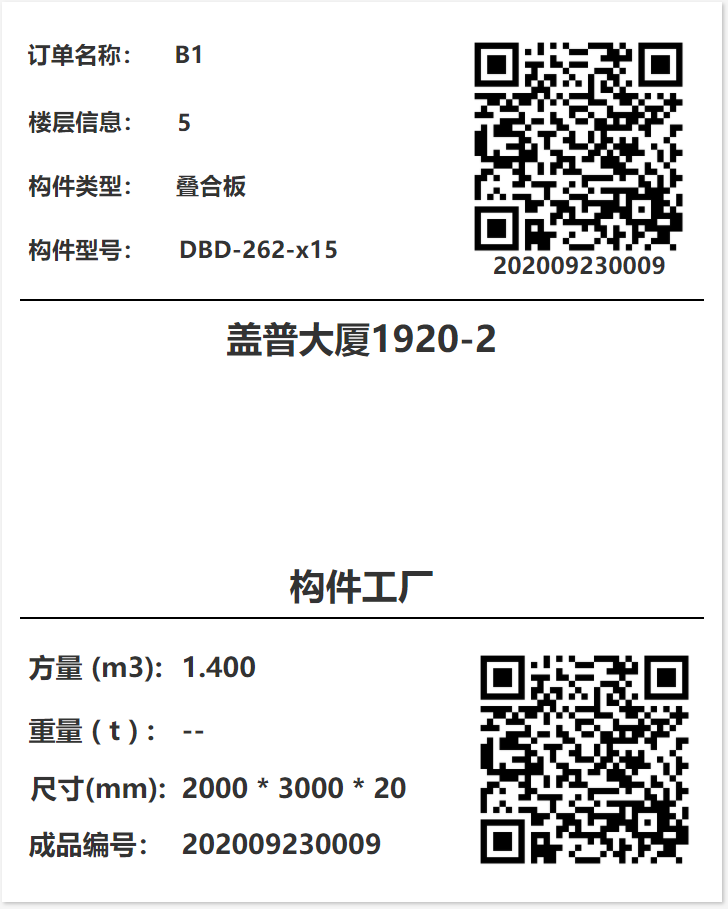 订单名称： B1
楼层信息： 5
构件类型： 叠合板
构件型号： DBD-262-x15
202009230009
盖普大厦1920-2
构件工厂
方量 (m3): 1.400
重量 ( t ) : --
尺寸(mm): 2000 * 3000 * 20
成品编号： 202009230009